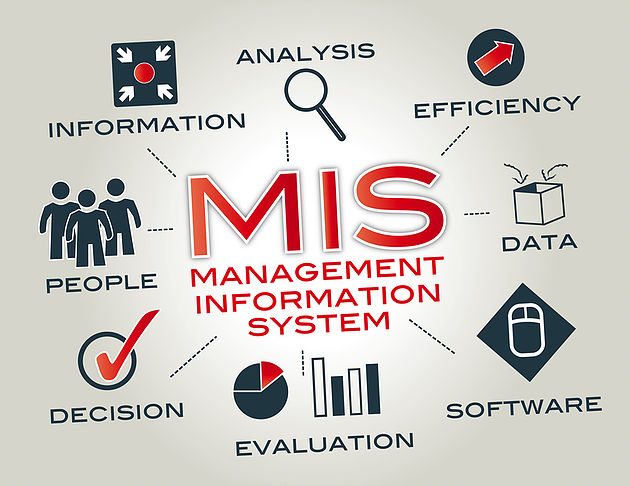 ANALYSIS
INFORMATION
EFFICIENCY
MIS
MANAGEMENT
INFORMATION
SYSTEM
PEOPLE
DATA
DECISION
EVALUATION
SOFTWARE